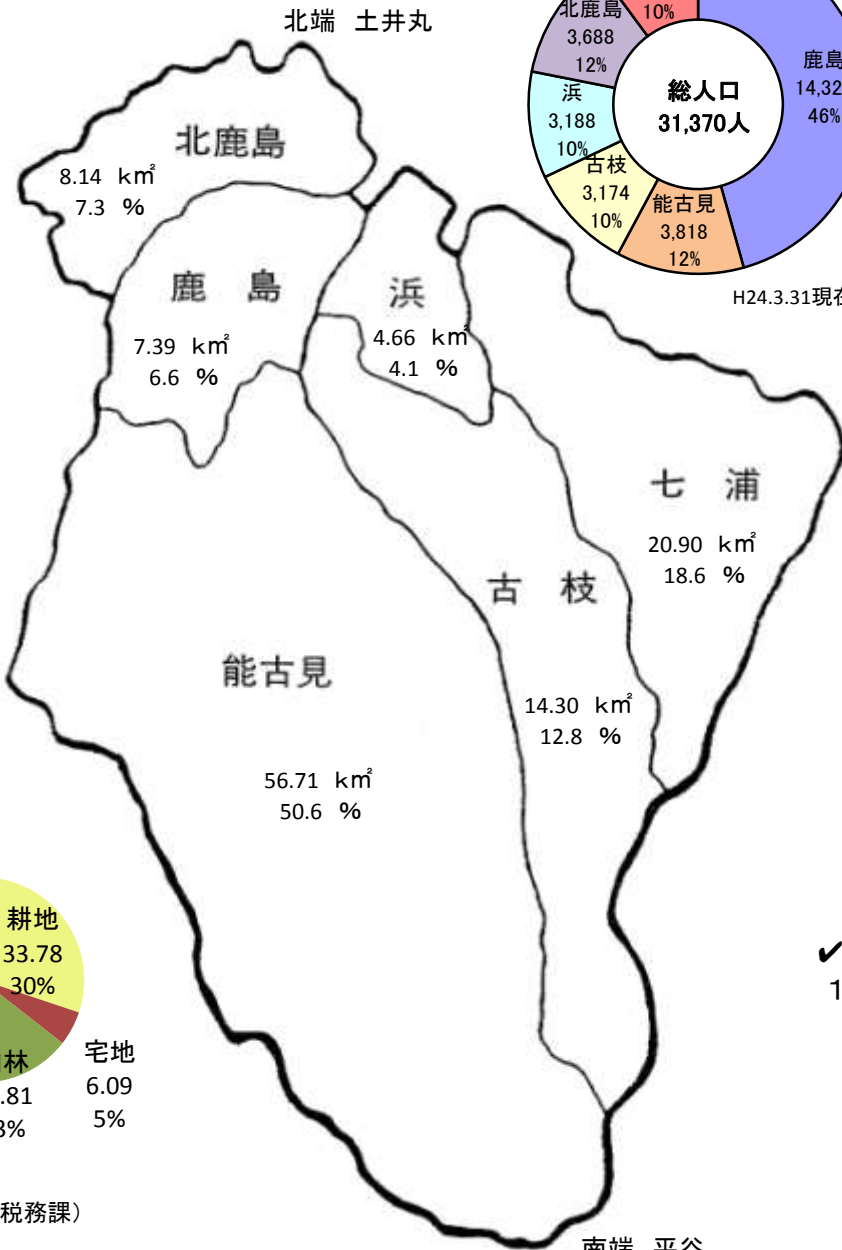 北端 土井丸
10%
北鹿島
3,688
12%
鹿島
46%
浜
3,188
10%
総人口
31,370人
古枝
3,174
10%
能古見
3,818
12%
H24.3.31現在
北鹿島
8.14 k㎡
7.3 %
鹿 島
7.39 k㎡
6.6 %
浜
4.66 k㎡
4.1 %
七 浦
20.90 k㎡
18.6 %
古 枝
14.30 k㎡
12.8 %
能古見
56.71 k㎡
50.6 %
耕地
33.78
30%
宅地
6.09
5%
林
.81
税務課）
南端 平谷